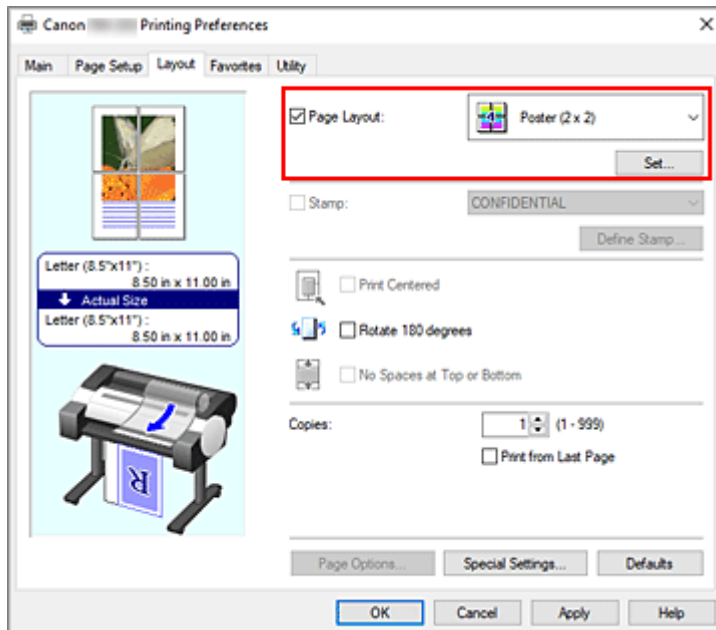 Canon Printing Preferences
Main Page Setup Layout Favorites Utility
Page Layout: 4 Poster (2 x 2)
Set...
Stamp: CONFIDENTIAL
Define Stamp...
Letter (8.5"x11") :
8.50 in x 11.00 in
Actual Size
Letter (8.5"x11") :
8.50 in x 11.00 in
Print Centered
Rotate 180 degrees
No Spaces at Top or Bottom
Copies: 1 (1 - 999)
Print from Last Page
R
Page Options... Special Settings... Defaults
OK Cancel Apply Help